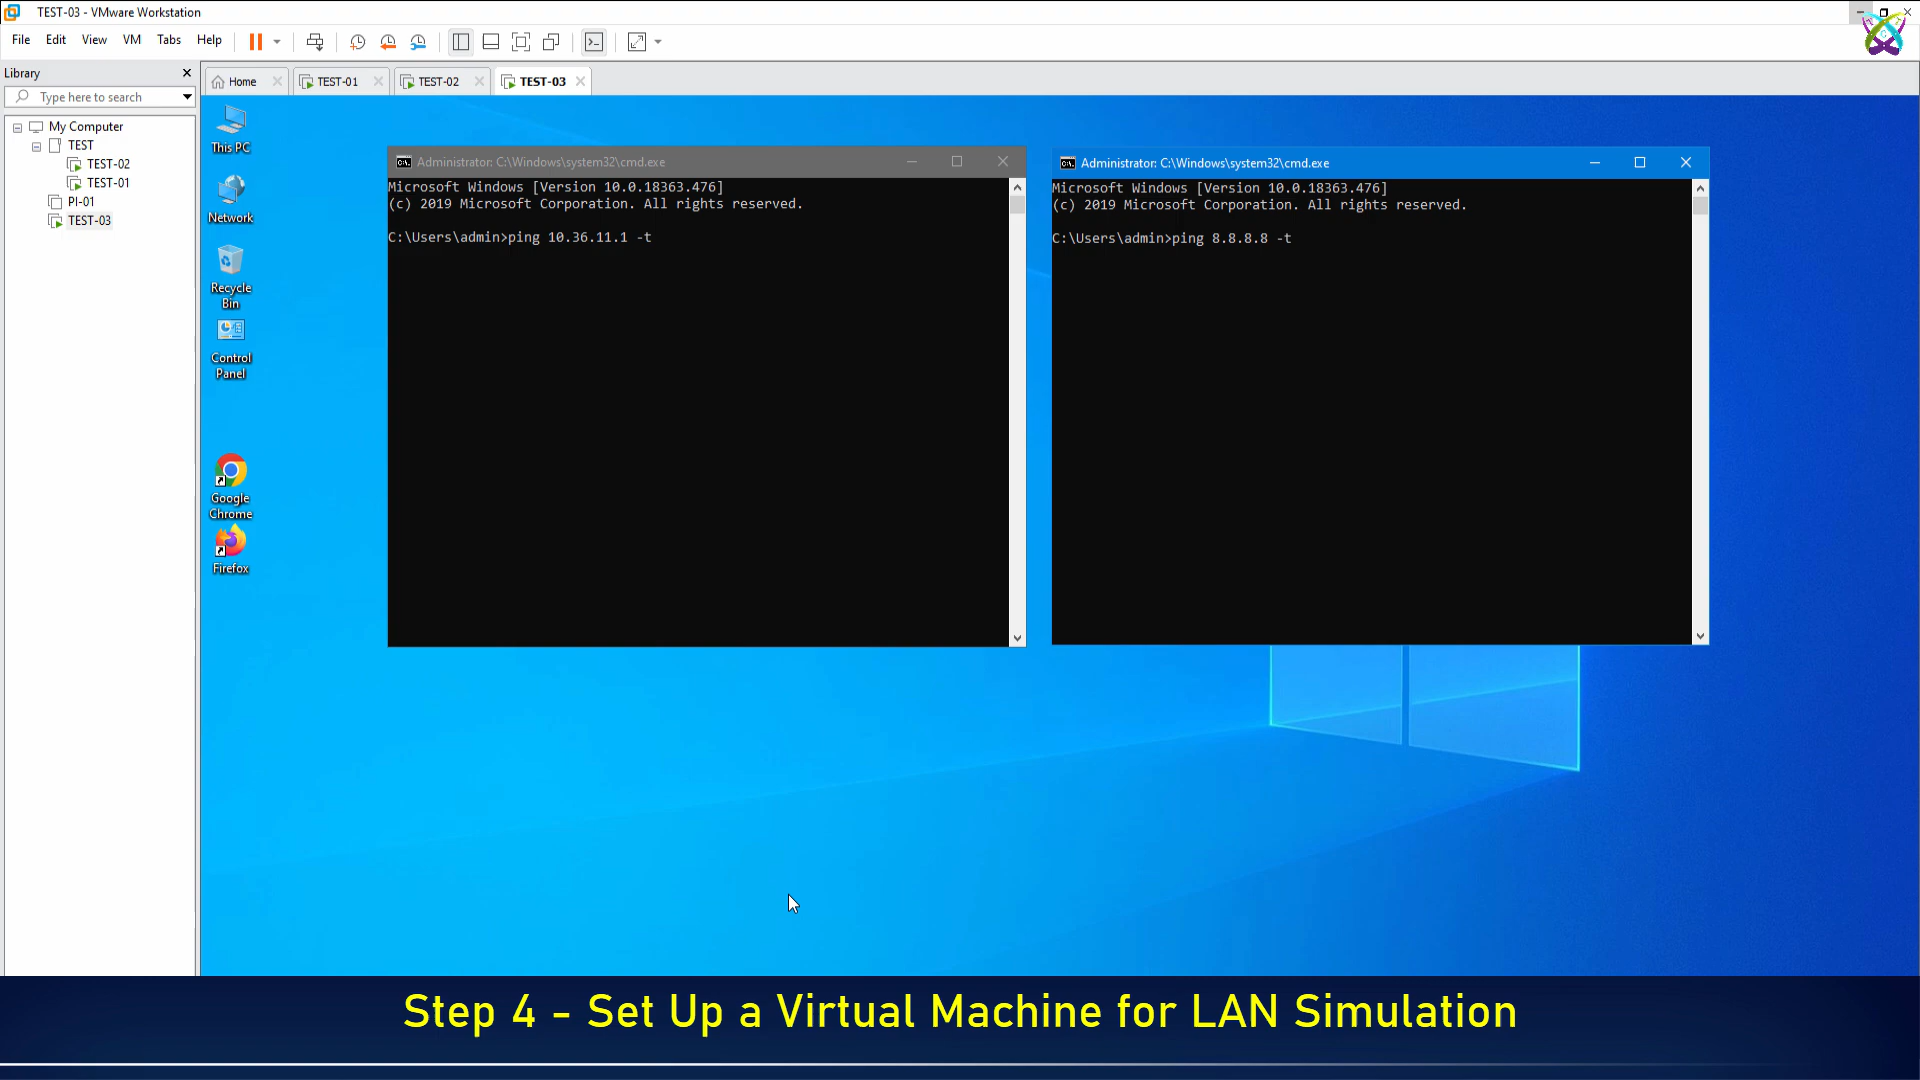 TEST-03 - VMware Workstation
File Edit View VM Tabs Help
Library
Home TEST-01 TEST-02 TEST-03
Type here to search
My Computer
TEST
TEST-02
TEST-01
PI-01
TEST-03
This PC
Network
Recycle
Bin
Control
Panel
Google
Chrome
Firefox
Administrator: C:\Windows\system32\cmd.exe
Microsoft Windows [Version 10.0.18363.476]
(c) 2019 Microsoft Corporation. All rights reserved.
C:\Users\admin>ping 10.36.11.1 -t
Administrator: C:\Windows\system32\cmd.exe
Microsoft Windows [Version 10.0.18363.476]
(c) 2019 Microsoft Corporation. All rights reserved.
C:\Users\admin>ping 8.8.8.8 -t
Step 4 - Set Up a Virtual Machine for LAN Simulation